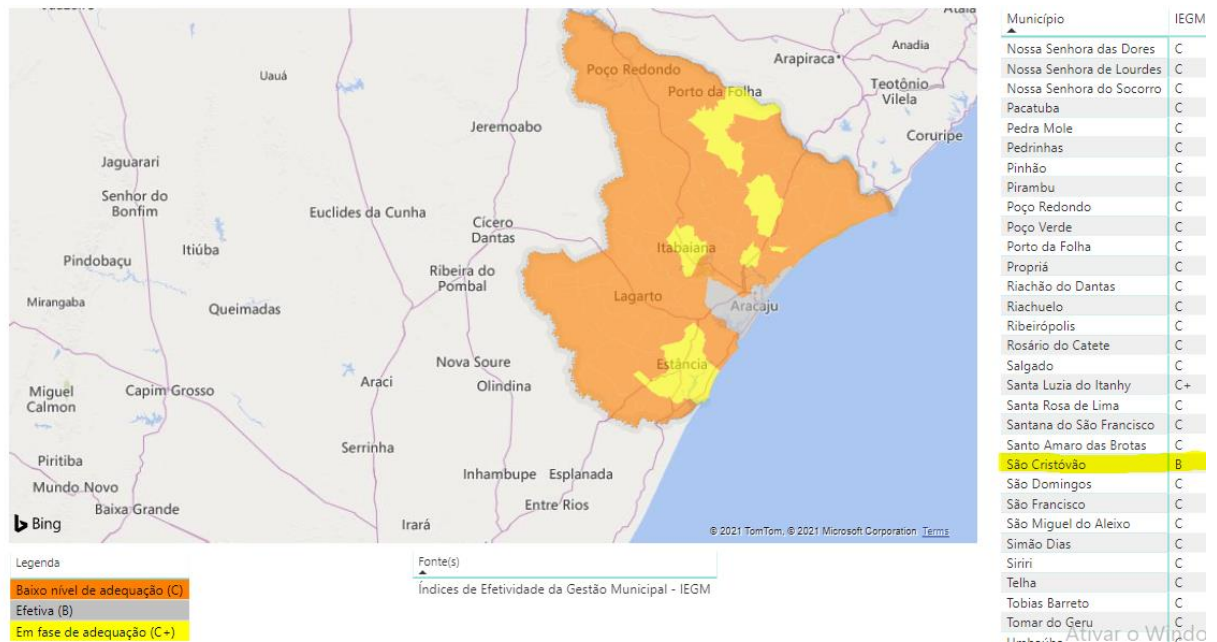 Atala
Uauá
Poço Redondo
Arapiraca
Anadia
Porto da Folha
Teotônio
Vilela
Jeremoabo
Coruripe
Jaguarari
Senhor do
Bonfim
Euclides da Cunha
Cícero
Dantas
Itiúba
Itabaiana
Pindobaçu
Ribeira do
Pombal
Mirangaba
Queimadas
Lagarto
Aracaju
Nova Soure
Estância
Miguel
Calmon
Capim Grosso
Araci
Olindina
Serrinha
Piritiba
Inhambupe
Esplanada
Mundo Novo
Baixa Grande
Entre Rios
Irará
Bing
© 2021 TomTom, © 2021 Microsoft Corporation Terms
Legenda
Baixo nível de adequação (C)
Efetiva (B)
Em fase de adequação (C+)
Fonte(s)
Índices de Efetividade da Gestão Municipal - IEGM
Município IEGM
Nossa Senhora das Dores C
Nossa Senhora de Lourdes C
Nossa Senhora do Socorro C
Pacatuba C
Pedra Mole C
Pedrinhas C
Pinhão C
Pirambu C
Poço Redondo C
Poço Verde C
Porto da Folha C
Propriá C
Riachão do Dantas C
Riachuelo C
Ribeirópolis C
Rosário do Catete C
Salgado C
Santa Luzia do Itanhy C+
Santa Rosa de Lima C
Santana do São Francisco C
Santo Amaro das Brotas C
São Cristóvão B
São Domingos C
São Francisco C
São Miguel do Aleixo C
Simão Dias C
Siriri C
Telha C
Tobias Barreto C
Tomar do Geru C
Ativar o Windo